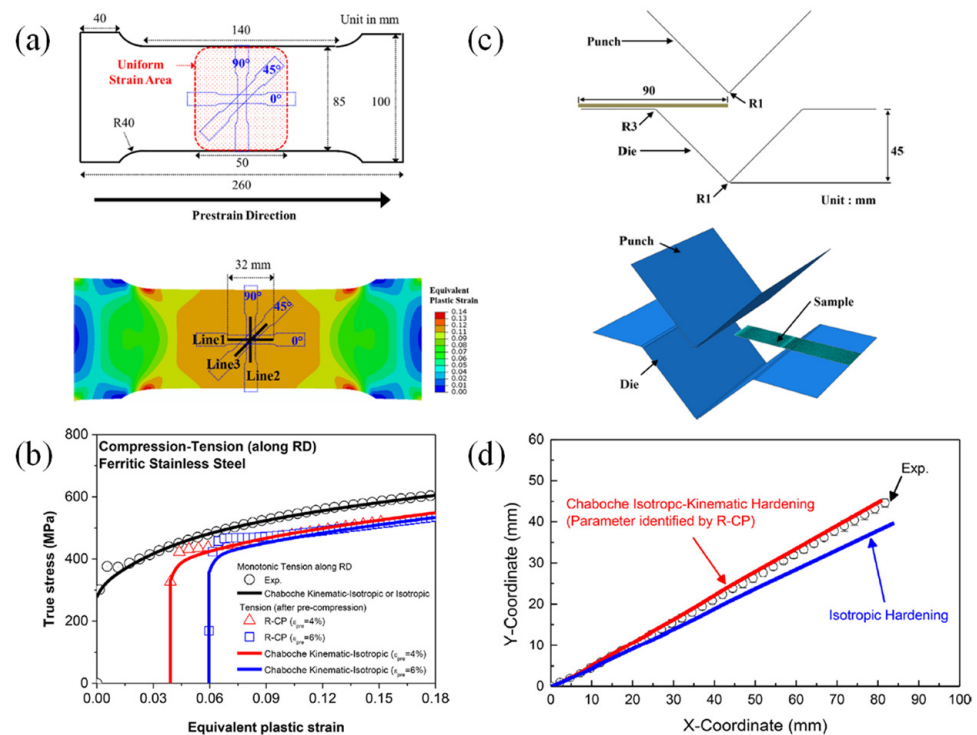 (a)
Unit in mm
40
140
Uniform
Strain Area
90°
45°
0°
85
100
R40
50
260
Prestrain Direction
32 mm
90°
45°
0°
Line1
Line3
Line2
Equivalent
Plastic Strain
0.14
0.13
0.12
0.11
0.10
0.09
0.08
0.07
0.06
0.05
0.04
0.03
0.02
0.01
0.00
(c)
Punch
90
R1
R3
Die
45
R1
Unit : mm
Punch
Sample
Die
(b)
Compression-Tension (along RD)
Ferritic Stainless Steel
True stress (MPa)
800
600
400
200
0
Monotonic Tension along RD
Exp.
Chaboche Kinematic-Isotropic or Isotropic
Tension (after pre-compression)
R-CP (εpre=4%)
R-CP (εpre=6%)
Chaboche Kinematic-Isotropic (εpre=4%)
Chaboche Kinematic-Isotropic (εpre=6%)
0.00 0.03 0.06 0.09 0.12 0.15 0.18
Equivalent plastic strain
(d)
Y-Coordinate (mm)
60
50
40
30
20
10
0
Exp.
Chaboche Isotropc-Kinematic Hardening
(Parameter identified by R-CP)
Isotropic Hardening
0 10 20 30 40 50 60 70 80 90 100
X-Coordinate (mm)